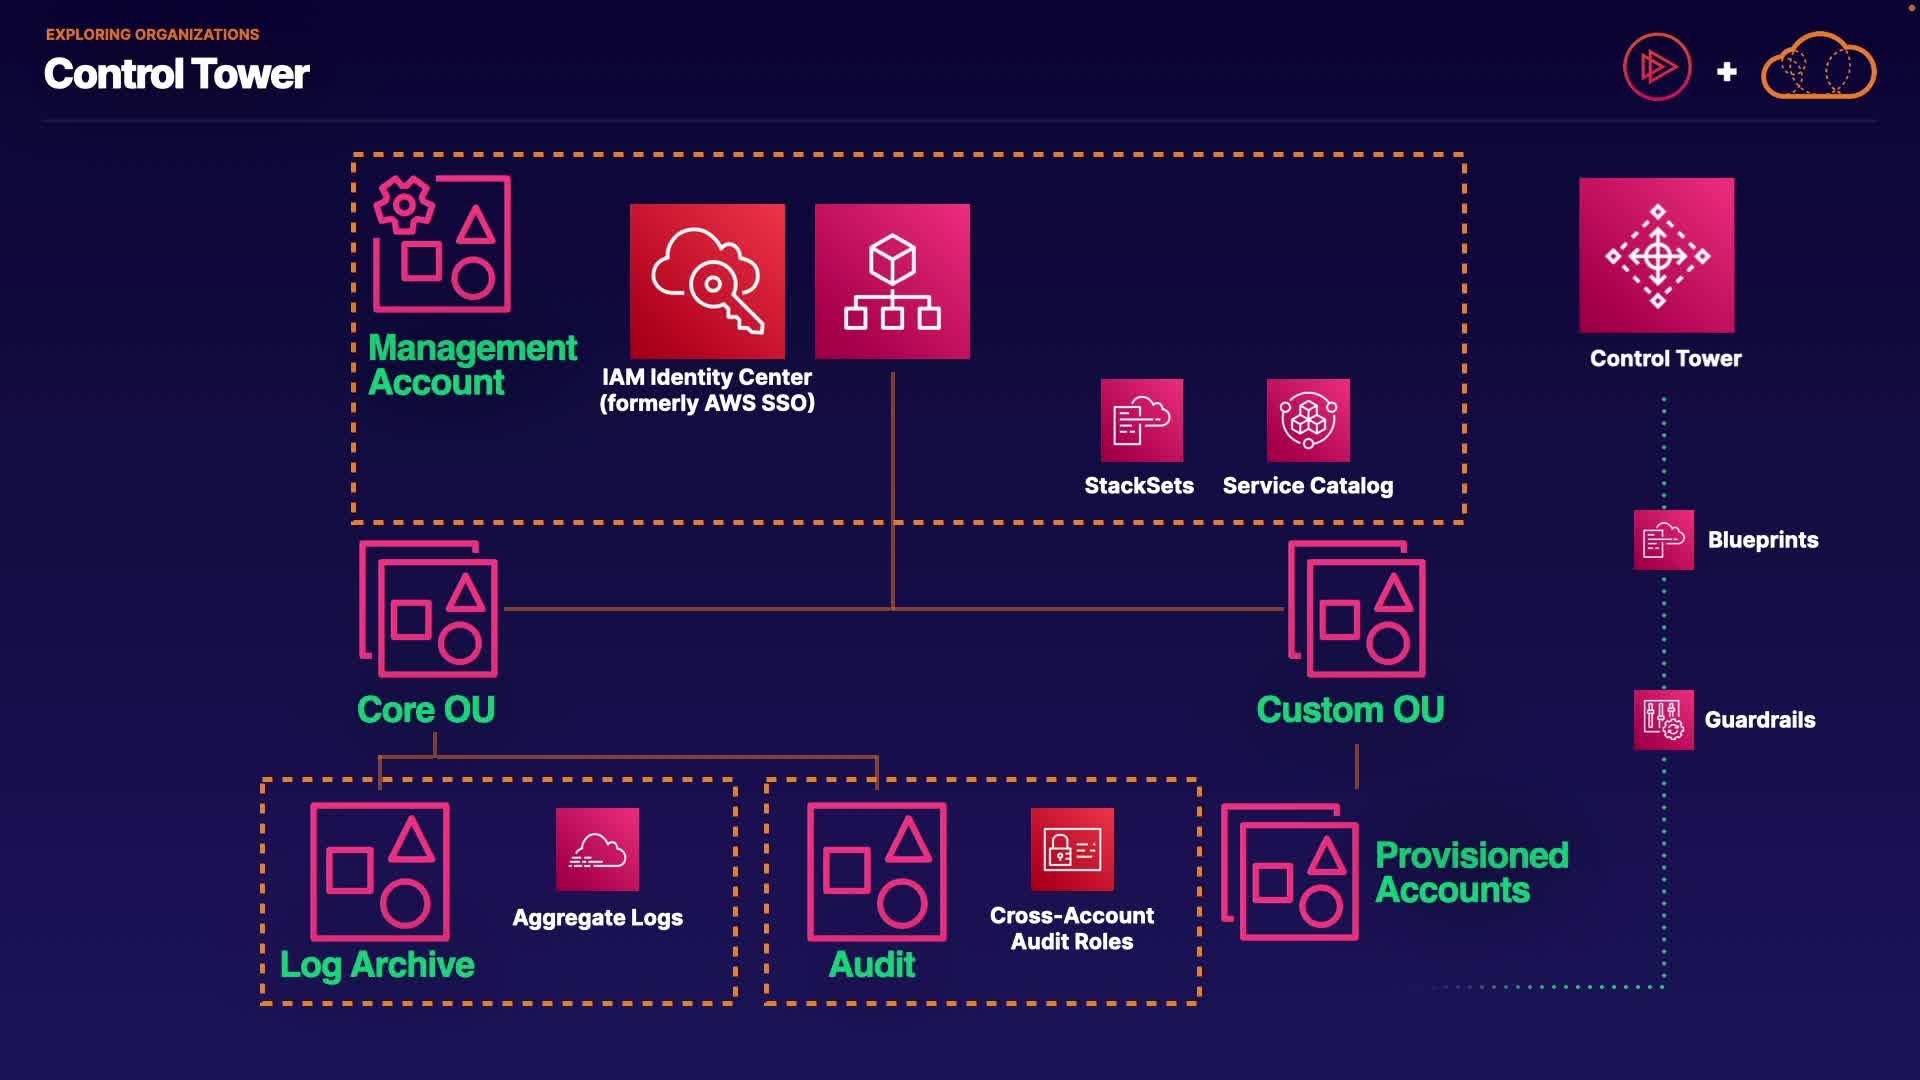 EXPLORING ORGANIZATIONS
Control Tower
Management
Account
IAM Identity Center
(formerly AWS SSO)
StackSets
Service Catalog
Control Tower
Blueprints
Guardrails
Core OU
Custom OU
Log Archive
Aggregate Logs
Audit
Cross-Account
Audit Roles
Provisioned
Accounts